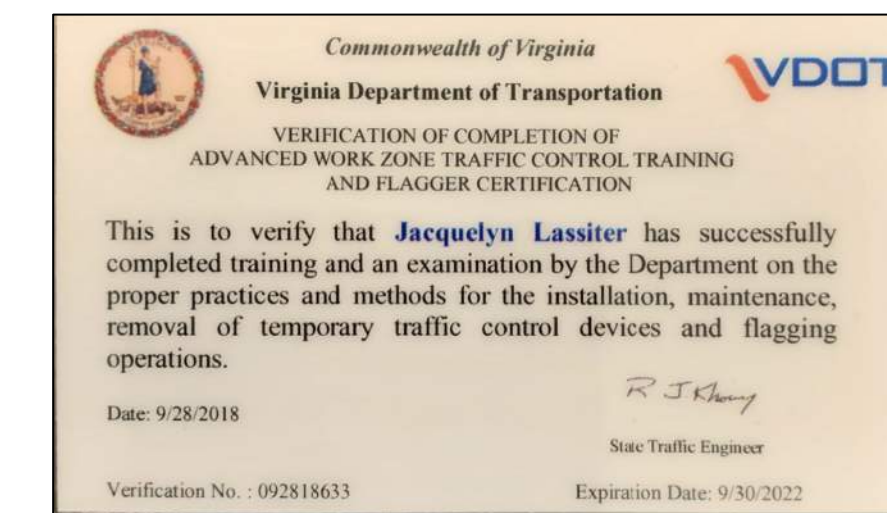 Commonwealth of Virginia
VDOT
Virginia Department of Transportation
VERIFICATION OF COMPLETION OF
ADVANCED WORK ZONE TRAFFIC CONTROL TRAINING
AND FLAGGER CERTIFICATION
This is to verify that Jacquelyn Lassiter has successfully
completed training and an examination by the Department on the
proper practices and methods for the installation, maintenance,
removal of temporary traffic control devices and flagging
operations.
R J Khoury
Date: 9/28/2018
State Traffic Engineer
Verification No. : 092818633
Expiration Date: 9/30/2022